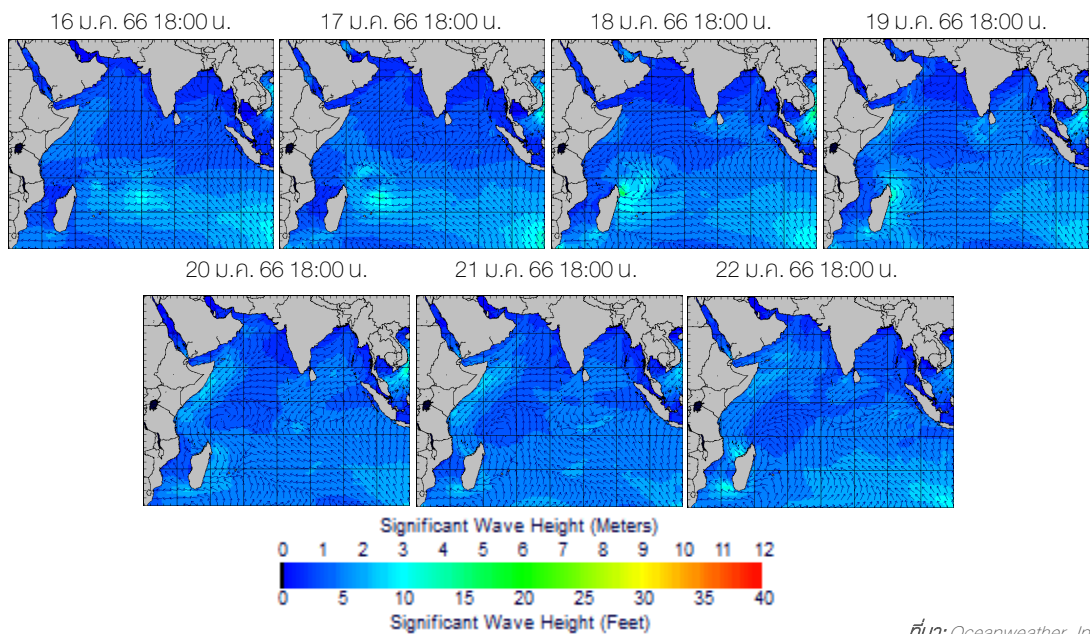 16 ม.ค. 66 18:00 น.
17 ม.ค. 66 18:00 น.
18 ม.ค. 66 18:00 น.
19 ม.ค. 66 18:00 น.
20 ม.ค. 66 18:00 น.
21 ม.ค. 66 18:00 น.
22 ม.ค. 66 18:00 น.
Significant Wave Height (Meters)
0 1 2 3 4 5 6 7 8 9 10 11 12
0 5 10 15 20 25 30 35 40
Significant Wave Height (Feet)
ที่มา: Oceanweather, In